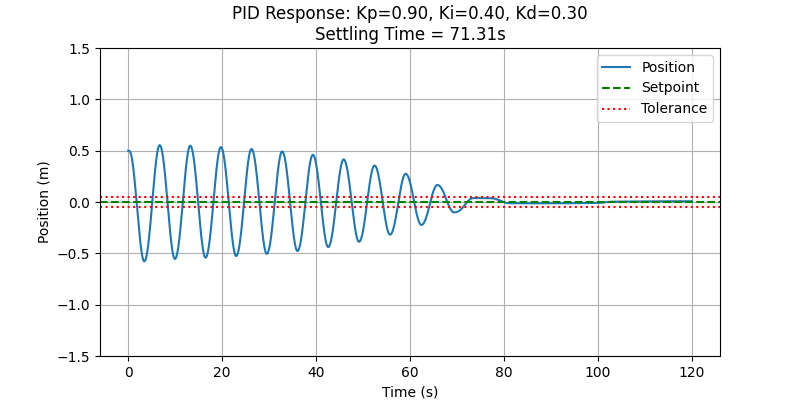 PID Response: Kp=0.90, Ki=0.40, Kd=0.30
Settling Time = 71.31s
1.5
1.0
0.5
0.0
−0.5
−1.0
−1.5
Position (m)
Position
Setpoint
Tolerance
0 20 40 60 80 100 120
Time (s)